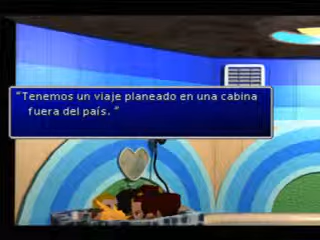 “Tenemos un viaje planeado en una cabina
fuera del país.”